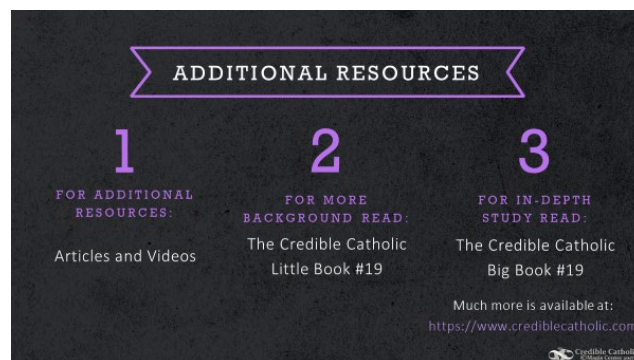 ADDITIONAL RESOURCES
1
FOR ADDITIONAL
RESOURCES:
Articles and Videos
2
FOR MORE
BACKGROUND READ:
The Credible Catholic
Little Book #19
3
FOR IN-DEPTH
STUDY READ:
The Credible Catholic
Big Book #19
Much more is available at:
https://www.crediblecatholic.com
Credible Catholic